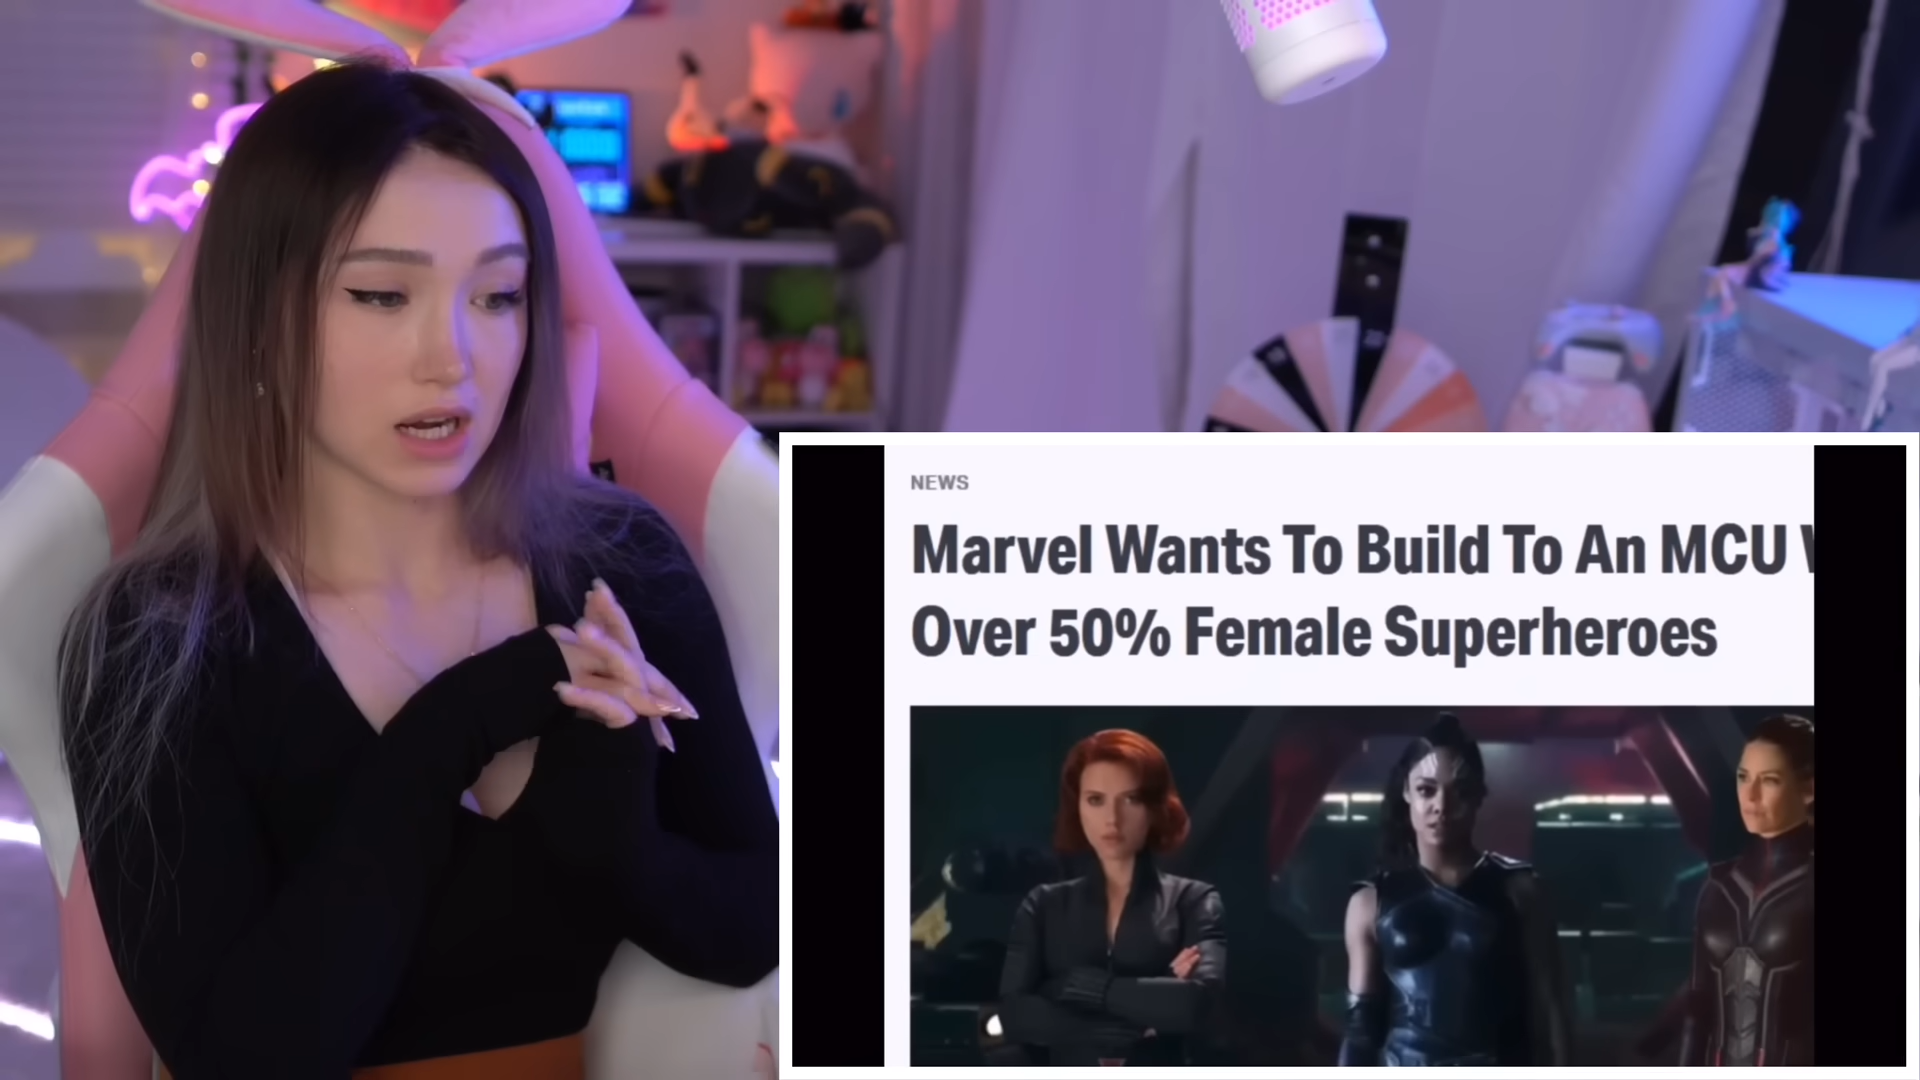 NEWS
Marvel Wants To Build To An MCU
Over 50% Female Superheroes